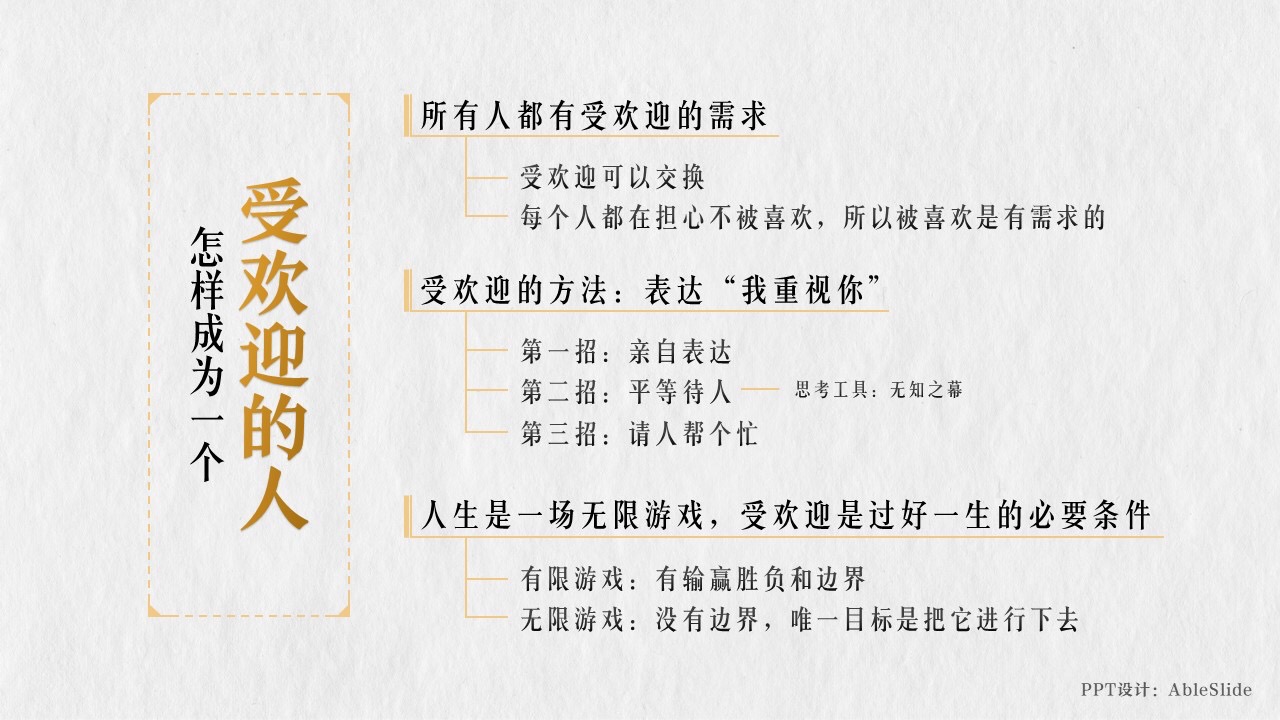 怎样成为一个
受欢迎的人
所有人都有受欢迎的需求
受欢迎可以交换
每个人都在担心不被喜欢，所以被喜欢是有需求的
受欢迎的方法：表达“我重视你”
第一招：亲自表达
第二招：平等待人
思考工具：无知之幕
第三招：请人帮个忙
人生是一场无限游戏，受欢迎是过好一生的必要条件
有限游戏：有输赢胜负和边界
无限游戏：没有边界，唯一目标是把它进行下去
PPT设计：AbleSlide